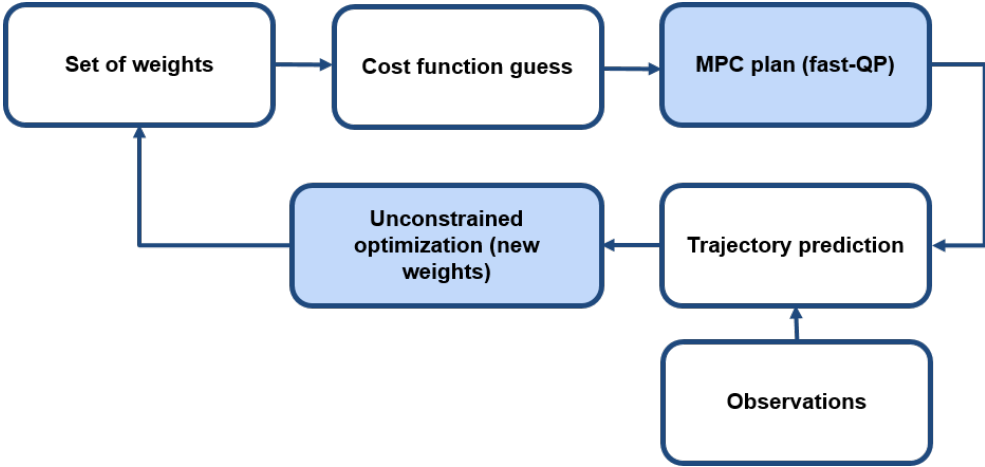 Set of weights
Cost function guess
MPC plan (fast-QP)
Unconstrained
optimization (new
weights)
Trajectory prediction
Observations